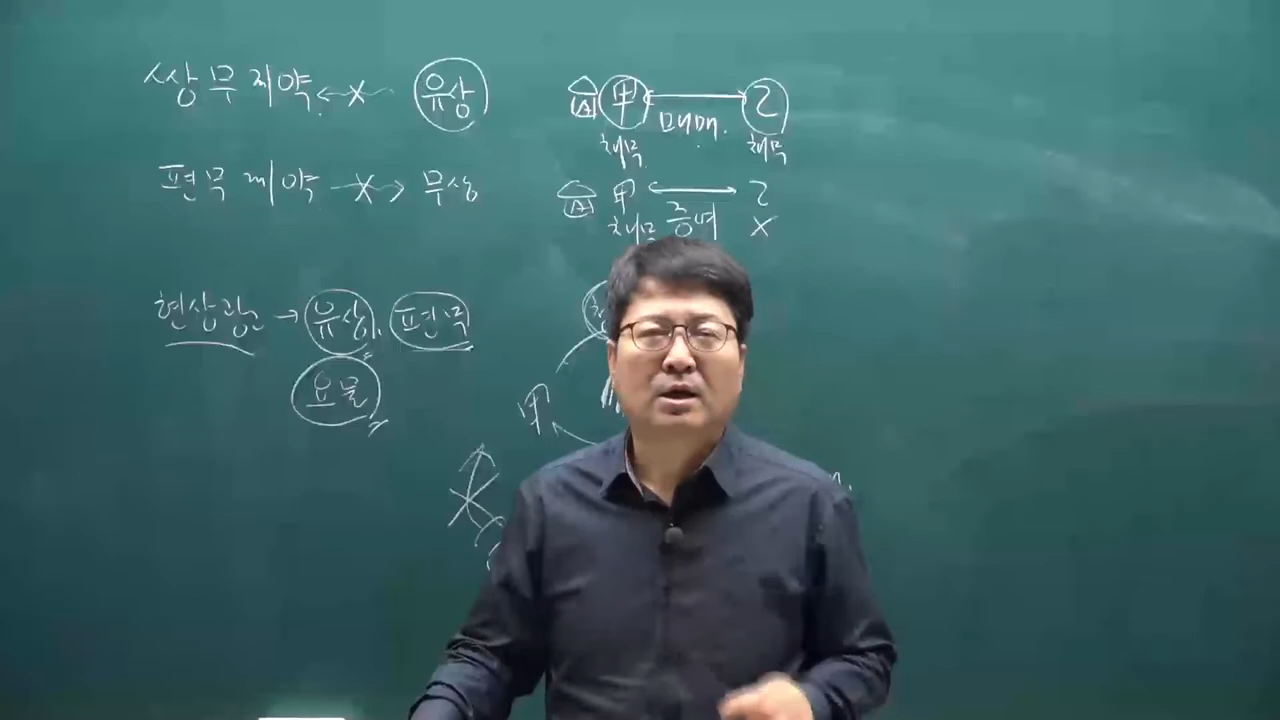 쌍무계약 ← X 유상
편무계약 X → 무상
현상광고 → 유상, 편무
요물
甲 ↔ 乙
매매.
채무. 채무
甲 ↔ 乙
채무 증여 X
甲